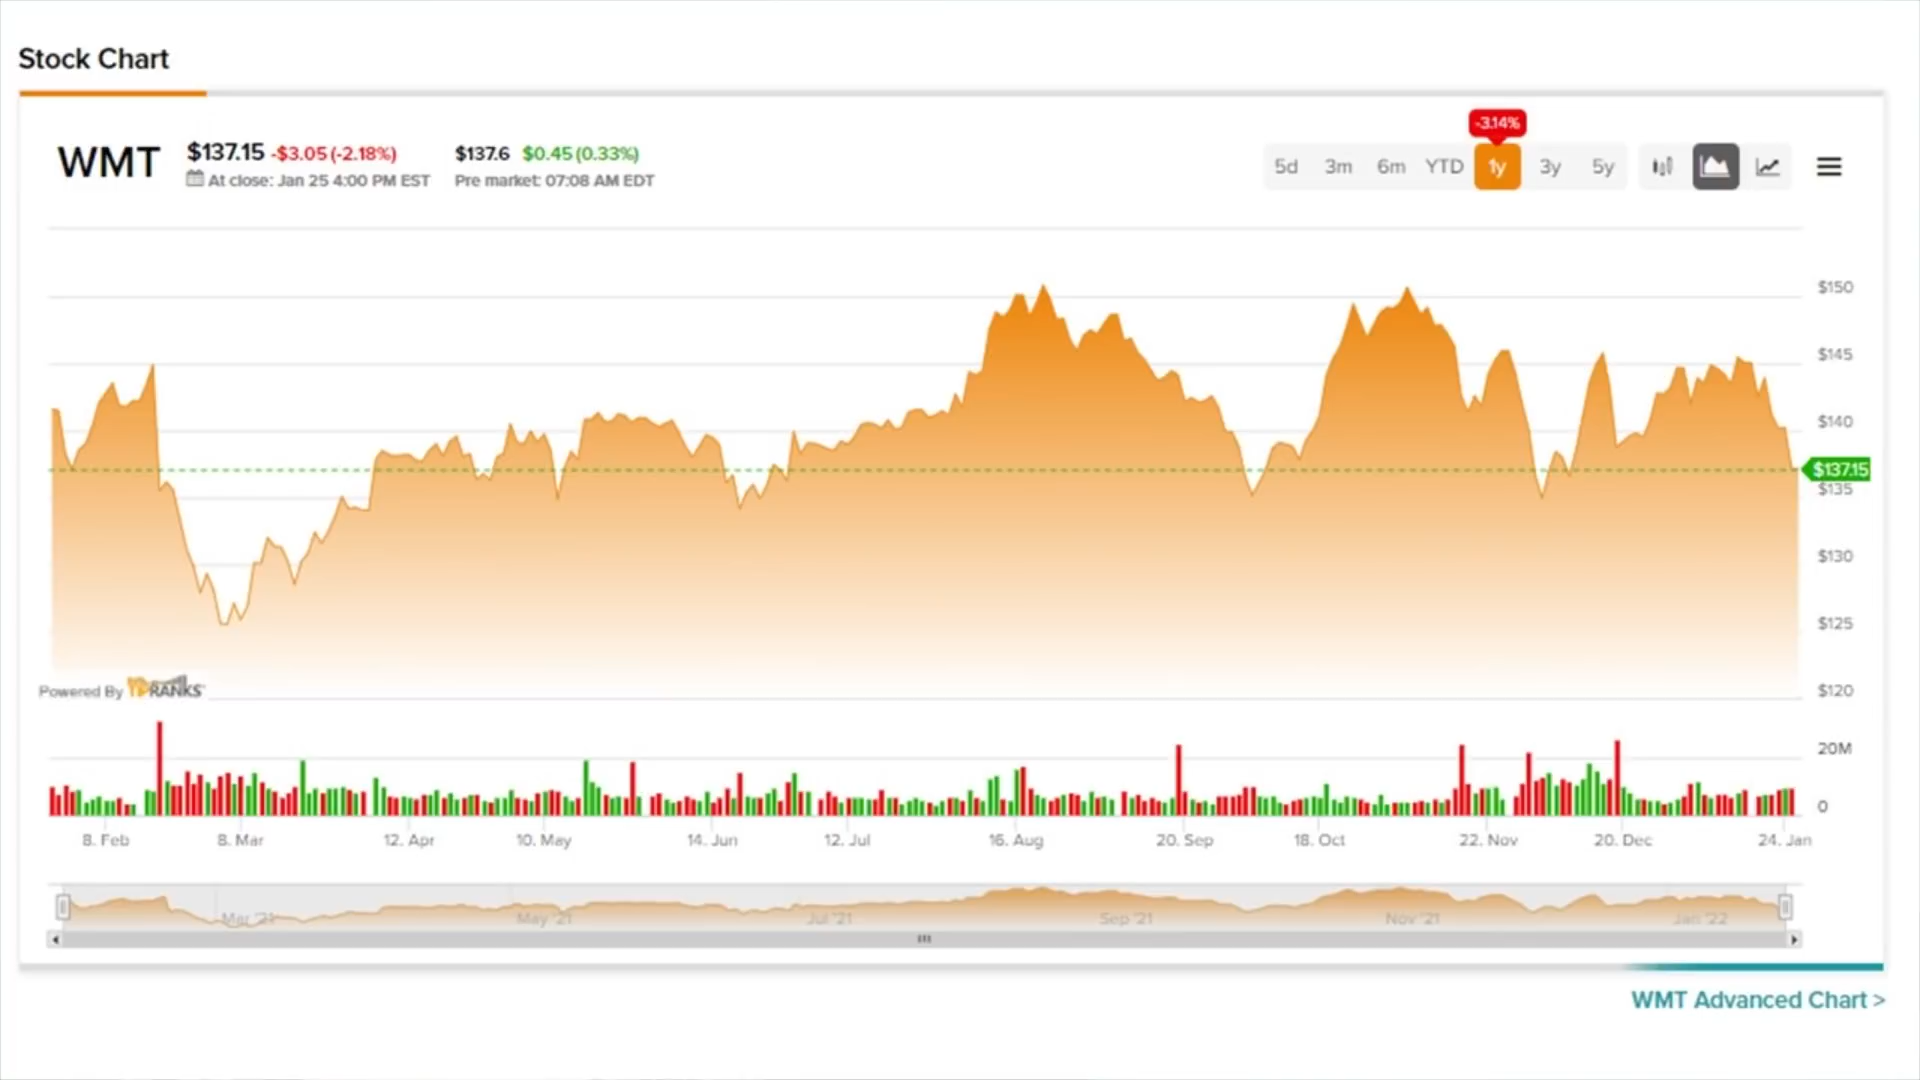 Stock Chart
-3.14%
WMT $137.15 -$3.05 (-2.18%) $137.6 $0.45 (0.33%)
At close: Jan 25 4:00 PM EST Pre market: 07:08 AM EDT
5d 3m 6m YTD 1y 3y 5y
$150
$145
$140
$137.15
$135
$130
$125
$120
Powered By TIPRANKS
20M
0
8. Feb 8. Mar 12. Apr 10. May 14. Jun 12. Jul 16. Aug 20. Sep 18. Oct 22. Nov 20. Dec 24. Jan
Mar '21 May '21 Jul '21 Sep '21 Nov '21 Jan '22
WMT Advanced Chart >